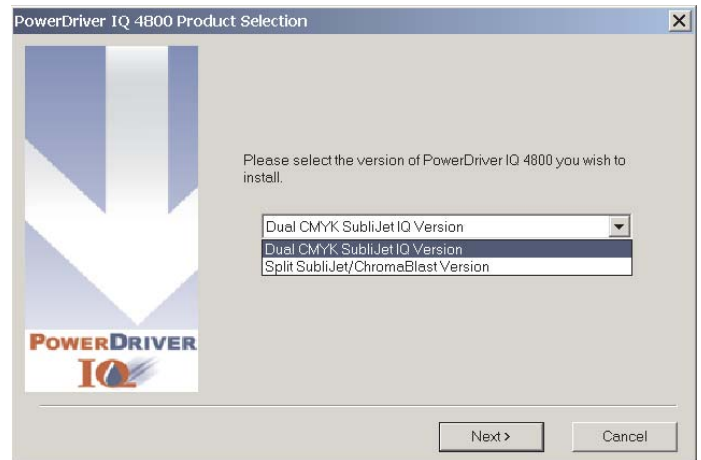 PowerDriver IQ 4800 Product Selection
Please select the version of PowerDriver IQ 4800 you wish to
install.
Dual CMYK SubliJet IQ Version
Dual CMYK SubliJet IQ Version
Split SubliJet/ChromaBlast Version
POWERDRIVER
IQ
Next >
Cancel